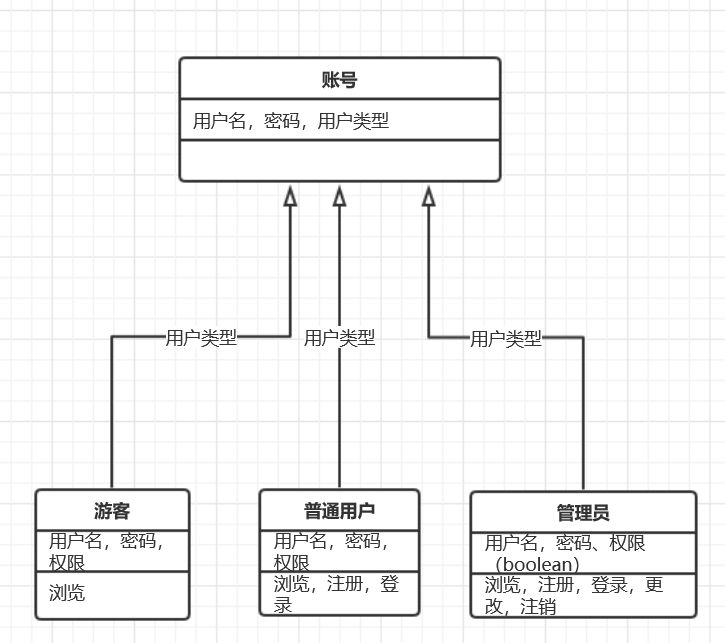 账号
用户名，密码，用户类型
用户类型
用户类型
用户类型
游客
用户名，密码，
权限
浏览
普通用户
用户名，密码，
权限
浏览，注册，登
录
管理员
用户名，密码、权限
（boolean）
浏览，注册，登录，更
改，注销